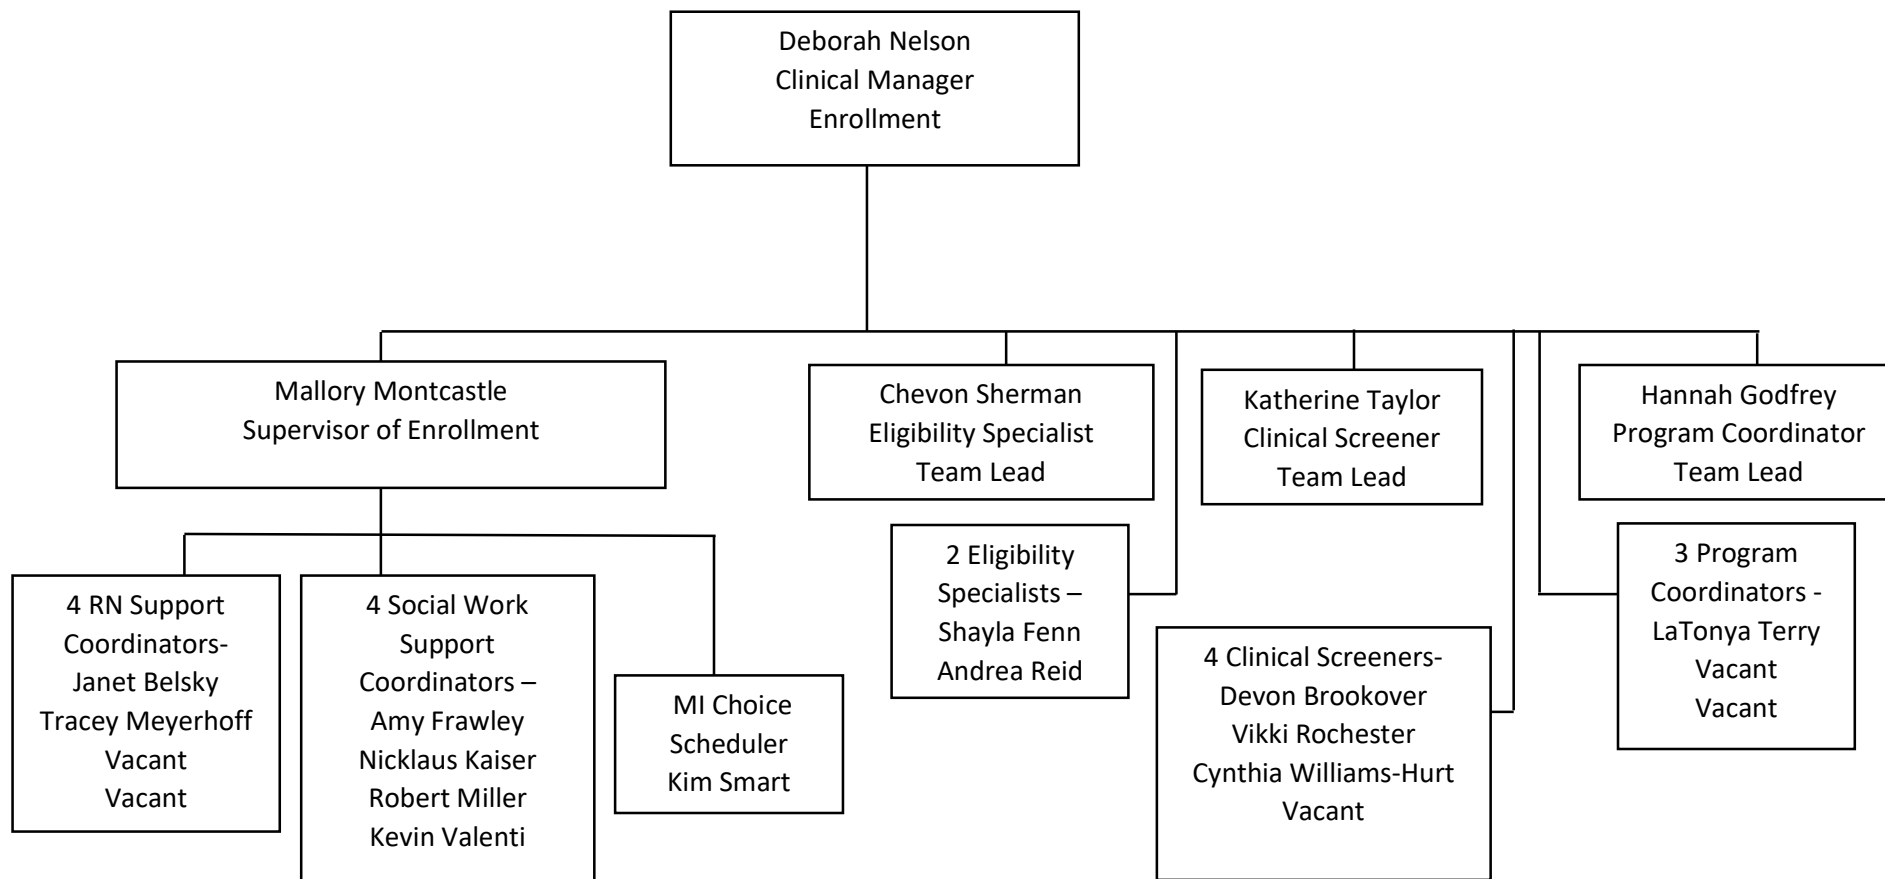 Deborah Nelson
Clinical Manager
Enrollment
Mallory Montcastle
Supervisor of Enrollment
Chevon Sherman
Eligibility Specialist
Team Lead
Katherine Taylor
Clinical Screener
Team Lead
Hannah Godfrey
Program Coordinator
Team Lead
4 RN Support
Coordinators-
Janet Belsky
Tracey Meyerhoff
Vacant
Vacant
4 Social Work
Support
Coordinators –
Amy Frawley
Nicklaus Kaiser
Robert Miller
Kevin Valenti
MI Choice
Scheduler
Kim Smart
2 Eligibility
Specialists –
Shayla Fenn
Andrea Reid
4 Clinical Screeners-
Devon Brookover
Vikki Rochester
Cynthia Williams-Hurt
Vacant
3 Program
Coordinators -
LaTonya Terry
Vacant
Vacant